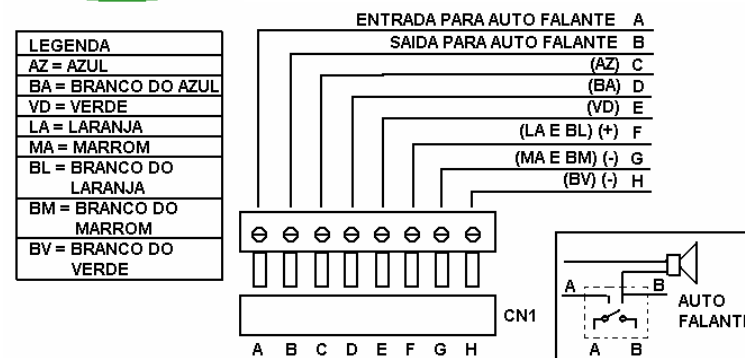 ENTRADA PARA AUTO FALANTE A
SAIDA PARA AUTO FALANTE B
(AZ) C
(BA) D
(VD) E
(LA E BL) (+) F
(MA E BM) (-) G
(BV) (-) H
LEGENDA
AZ = AZUL
BA = BRANCO DO AZUL
VD = VERDE
LA = LARANJA
MA = MARROM
BL = BRANCO DO
LARANJA
BM = BRANCO DO
MARROM
BV = BRANCO DO
VERDE
CN1
A B C D E F G H
A B
AUTO
FALANTE
A B